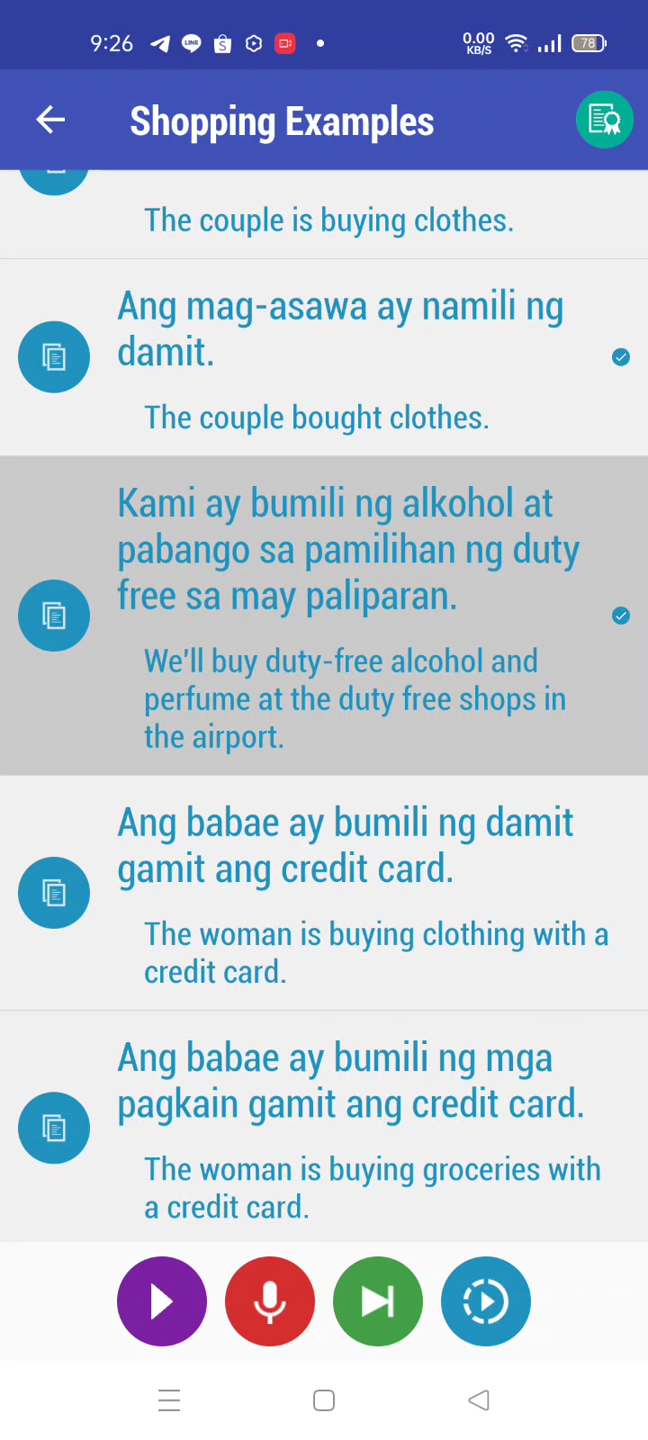 9:26
0.00
KB/S
78
Shopping Examples
The couple is buying clothes.
Ang mag-asawa ay namili ng
damit.
The couple bought clothes.
Kami ay bumili ng alkohol at
pabango sa pamilihan ng duty
free sa may paliparan.
We'll buy duty-free alcohol and
perfume at the duty free shops in
the airport.
Ang babae ay bumili ng damit
gamit ang credit card.
The woman is buying clothing with a
credit card.
Ang babae ay bumili ng mga
pagkain gamit ang credit card.
The woman is buying groceries with
a credit card.